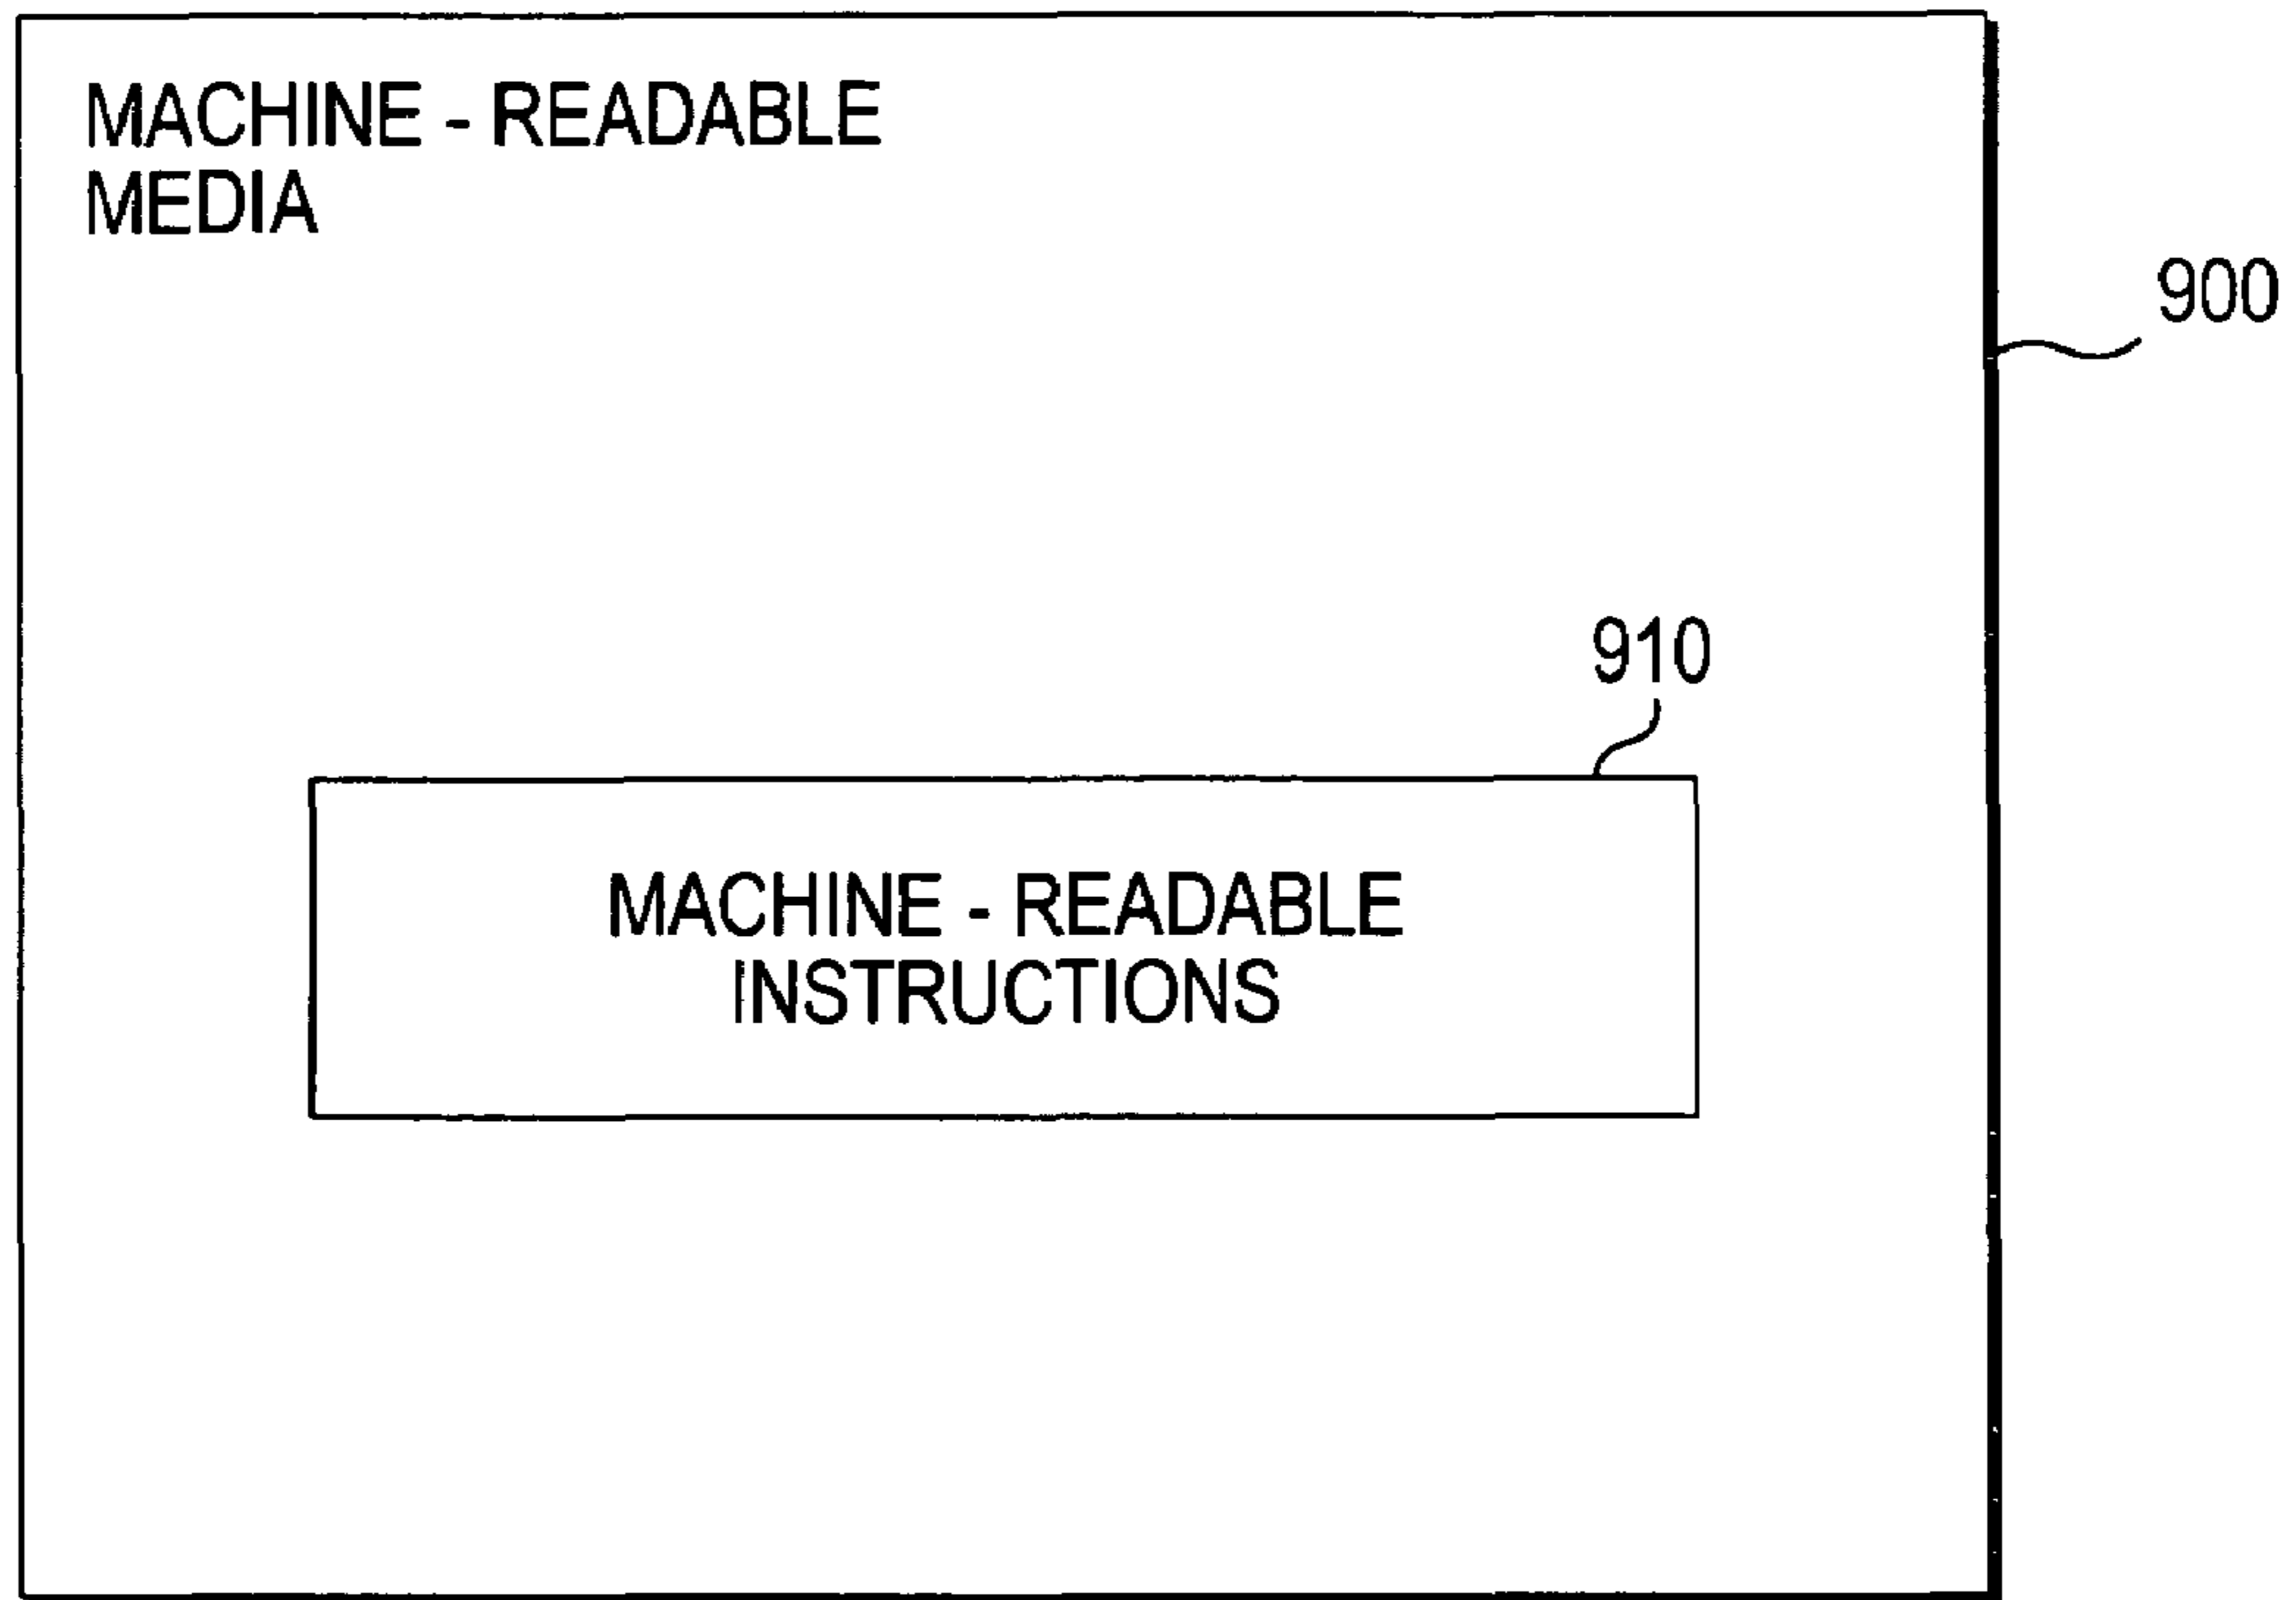 MACHINE - READABLE
MEDIA
900
910
MACHINE - READABLE
INSTRUCTIONS